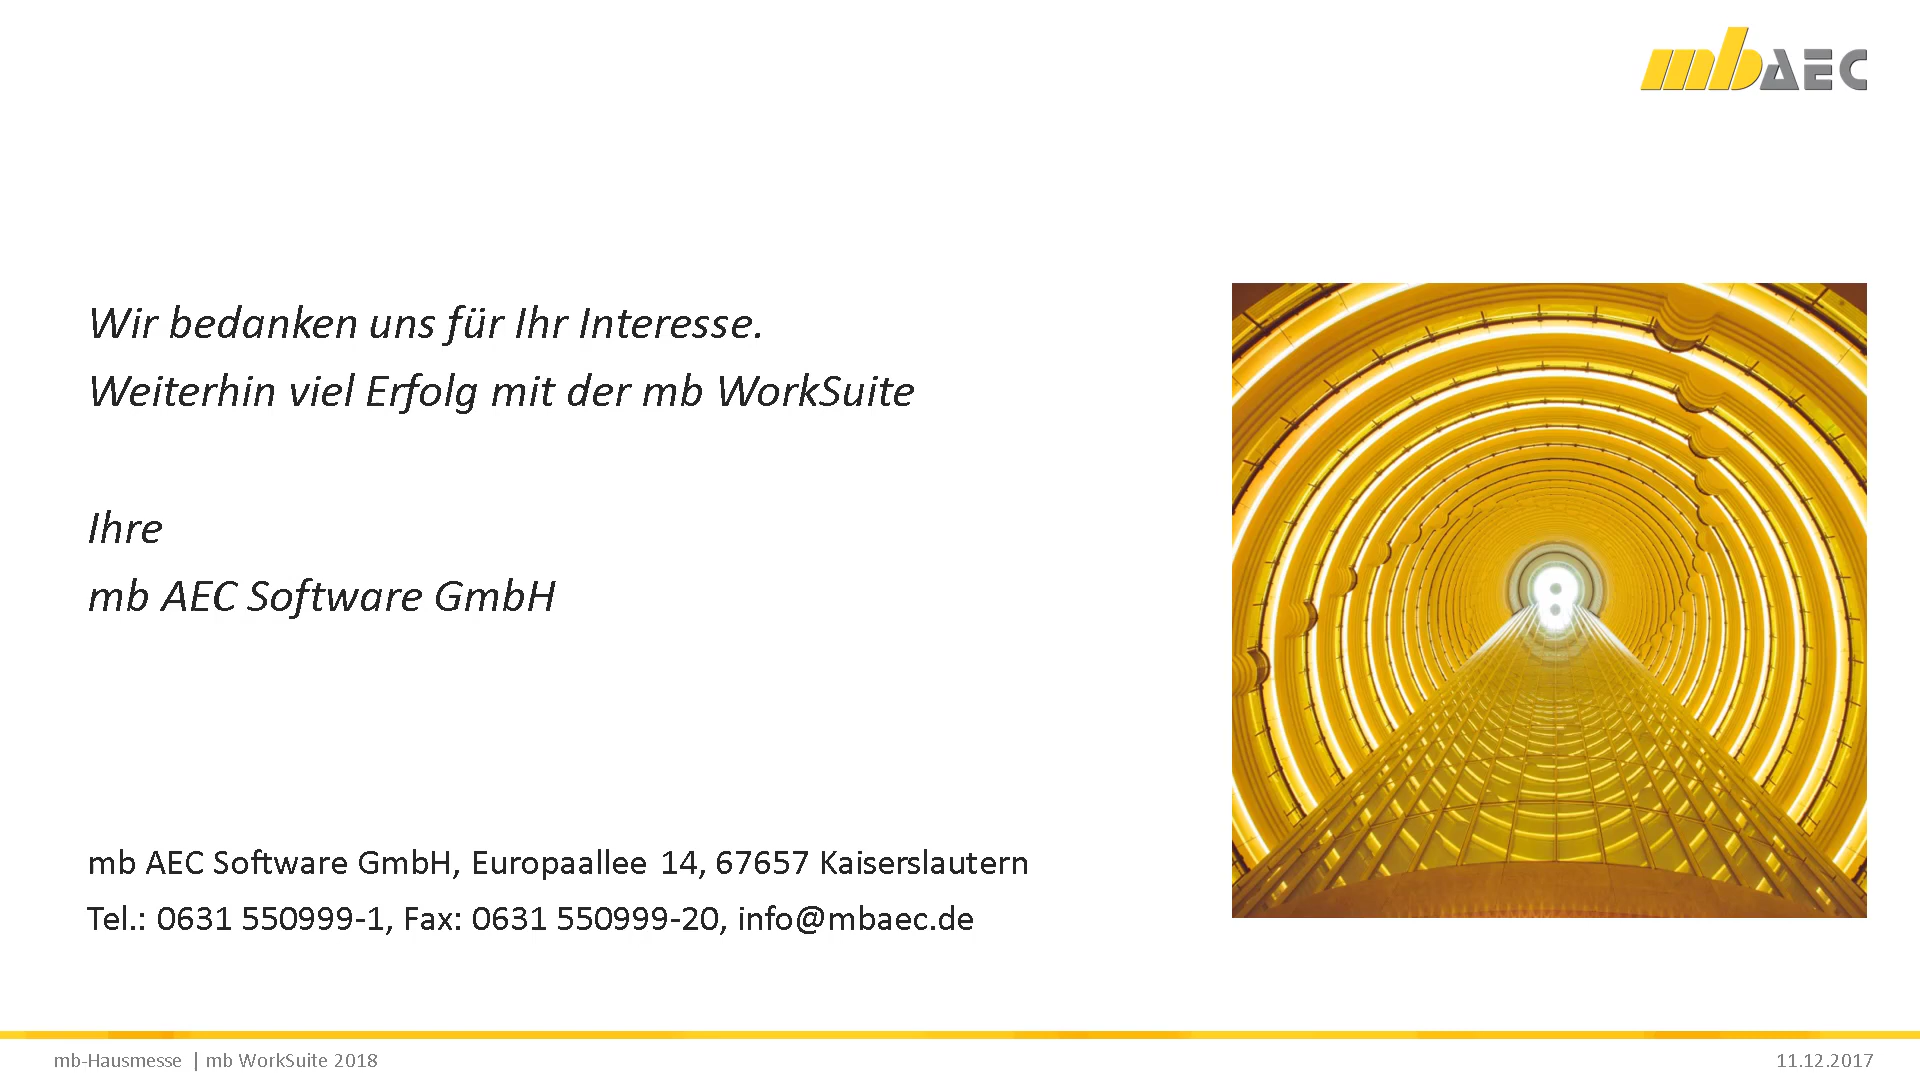 mbAEC
Wir bedanken uns für Ihr Interesse.
Weiterhin viel Erfolg mit der mb WorkSuite
Ihre
mb AEC Software GmbH
mb AEC Software GmbH, Europaallee 14, 67657 Kaiserslautern
Tel.: 0631 550999-1, Fax: 0631 550999-20, info@mbaec.de
mb-Hausmesse | mb WorkSuite 2018
11.12.2017